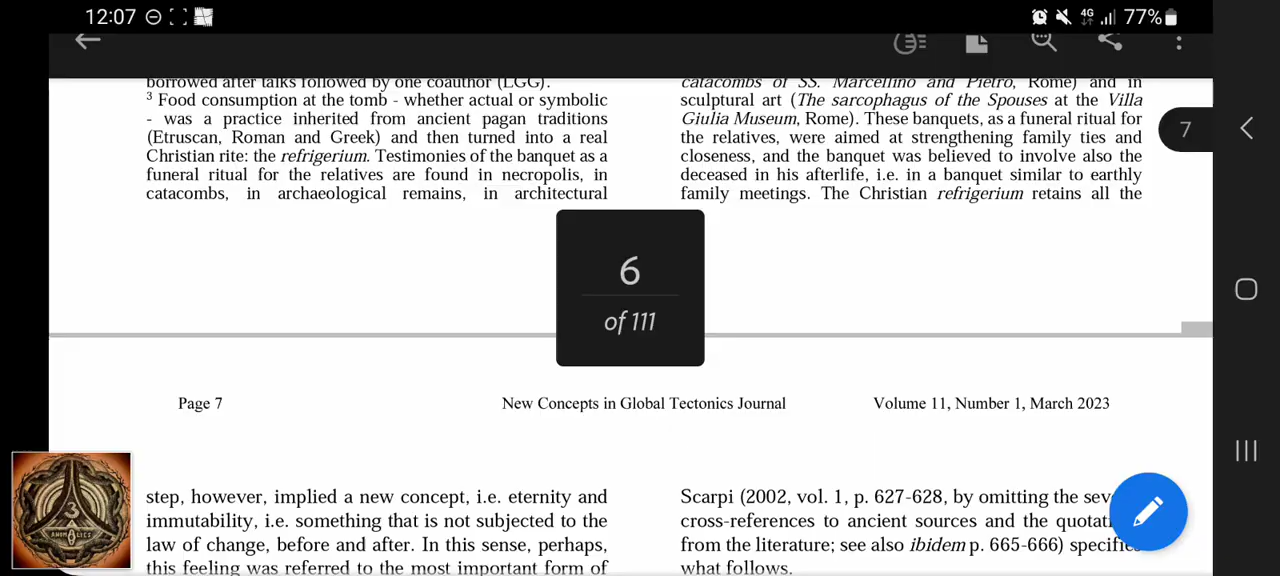 12:07
4G
77%
borrowed after talks followed by one coauthor (LGG).
3 Food consumption at the tomb - whether actual or symbolic
- was a practice inherited from ancient pagan traditions
(Etruscan, Roman and Greek) and then turned into a real
Christian rite: the refrigerium. Testimonies of the banquet as a
funeral ritual for the relatives are found in necropolis, in
catacombs, in archaeological remains, in architectural
catacombs of SS. Marcellino and Pietro, Rome) and in
sculptural art (The sarcophagus of the Spouses at the Villa
Giulia Museum, Rome). These banquets, as a funeral ritual for
the relatives, were aimed at strengthening family ties and
closeness, and the banquet was believed to involve also the
deceased in his afterlife, i.e. in a banquet similar to earthly
family meetings. The Christian refrigerium retains all the
7
6
of 111
Page 7
New Concepts in Global Tectonics Journal
Volume 11, Number 1, March 2023
step, however, implied a new concept, i.e. eternity and
immutability, i.e. something that is not subjected to the
law of change, before and after. In this sense, perhaps,
this feeling was referred to the most important form of
Scarpi (2002, vol. 1, p. 627-628, by omitting the sev
cross-references to ancient sources and the quotati
from the literature; see also ibidem p. 665-666) specifie
what follows.
3